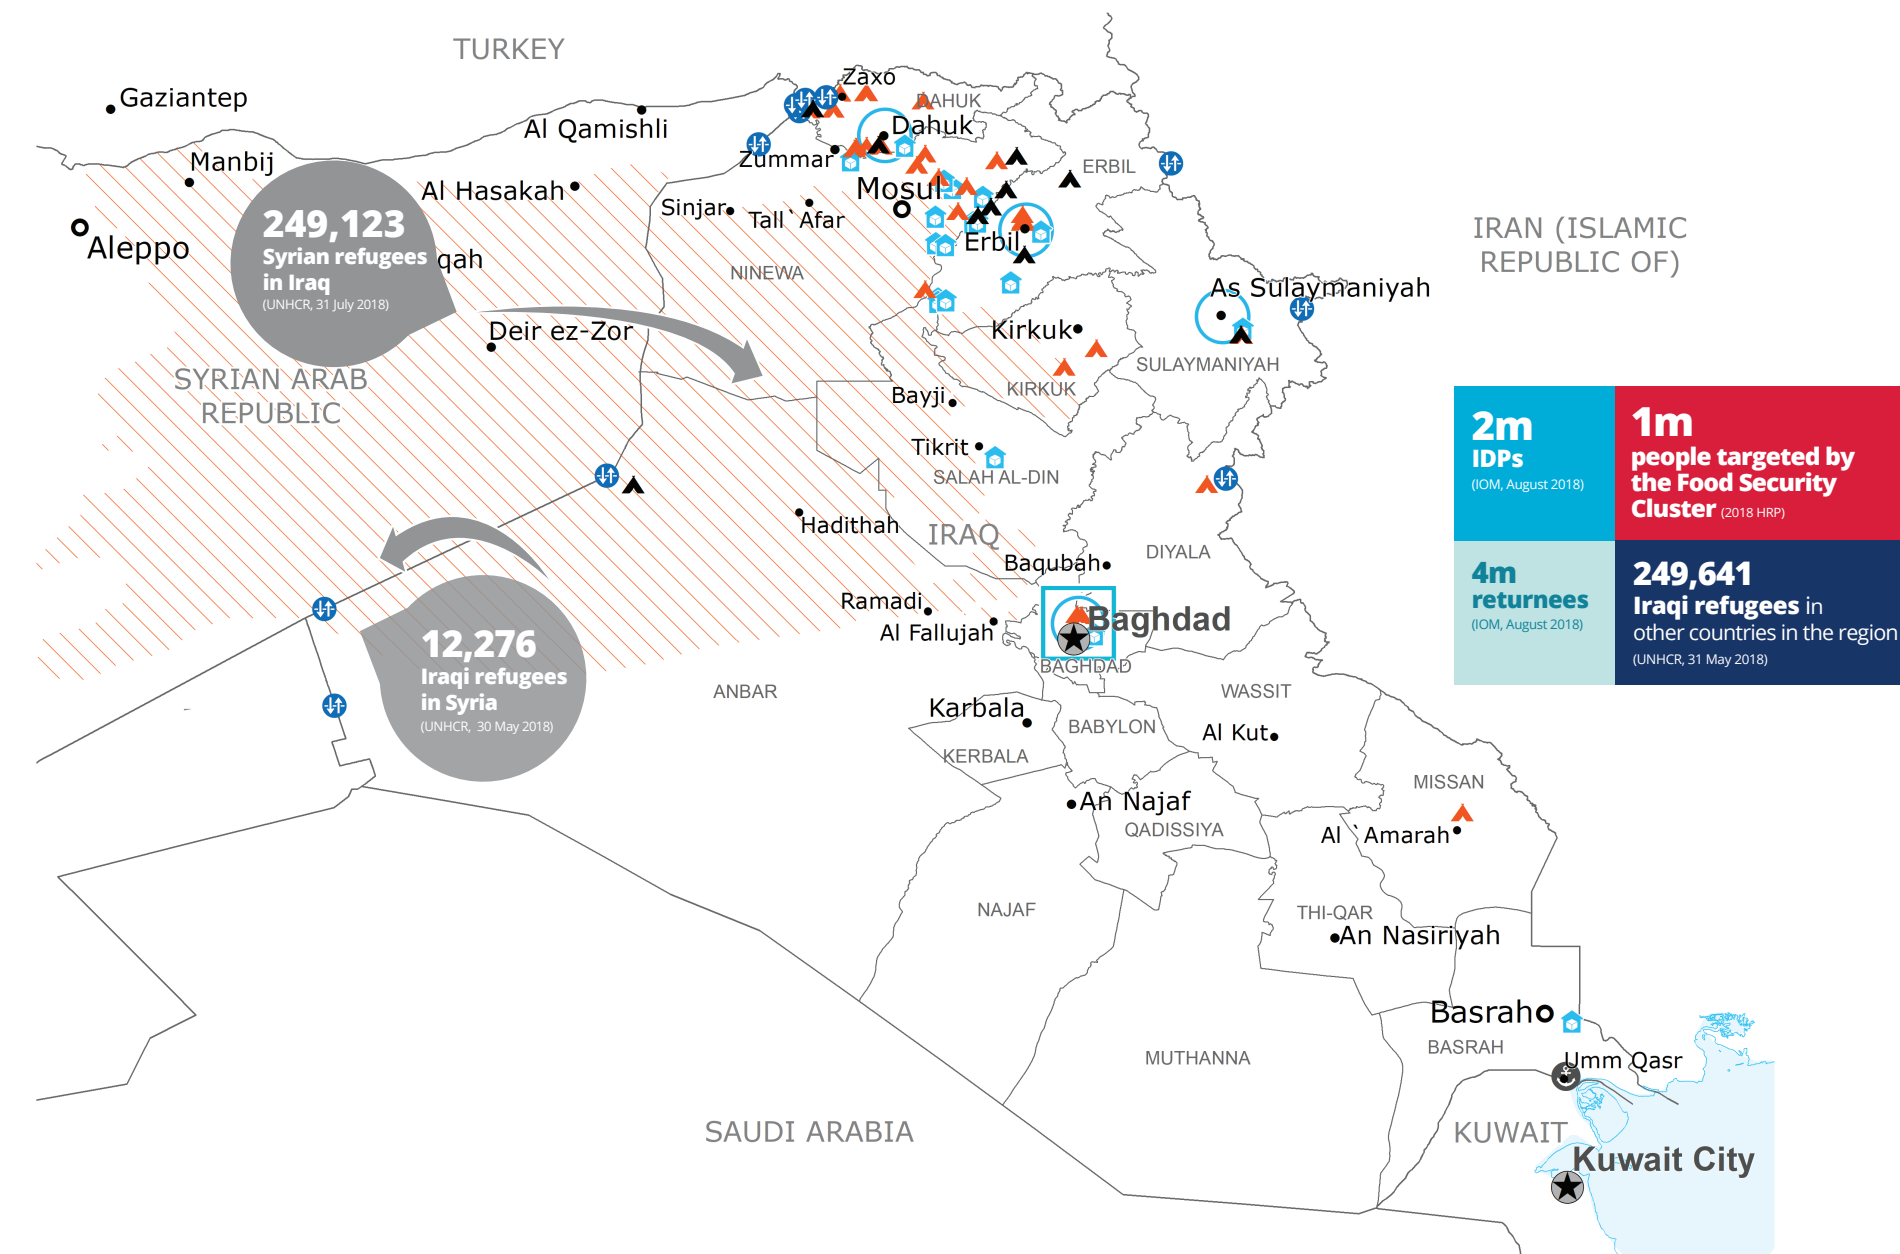 TURKEY
Zaxo
Gaziantep
DAHUK
Al Qamishli
Dahuk
Manbij
Zummar
ERBIL
Al Hasakah
Mosul
Sinjar
Tall`Afar
249,123
Syrian refugees
in Iraq
(UNHCR, 31 July 2018)
Aleppo
qah
Erbil
IRAN (ISLAMIC
REPUBLIC OF)
NINEWA
As Sulaymaniyah
Deir ez-Zor
Kirkuk
SULAYMANIYAH
SYRIAN ARAB
REPUBLIC
KIRKUK
Bayji
2m
IDPs
(IOM, August 2018)
1m
people targeted by
the Food Security
Cluster (2018 HRP)
Tikrit
SALAH AL-DIN
Hadithah
IRAQ
DIYALA
Baqubah
4m
returnees
(IOM, August 2018)
249,641
Iraqi refugees in
other countries in the region
(UNHCR, 31 May 2018)
Ramadi
Al Fallujah
Baghdad
BAGHDAD
12,276
Iraqi refugees
in Syria
(UNHCR, 30 May 2018)
ANBAR
WASSIT
Karbala
BABYLON
Al Kut
KERBALA
MISSAN
An Najaf
QADISSIYA
Al `Amarah
NAJAF
THI-QAR
An Nasiriyah
Basrah
BASRAH
MUTHANNA
Umm Qasr
SAUDI ARABIA
KUWAIT
Kuwait City